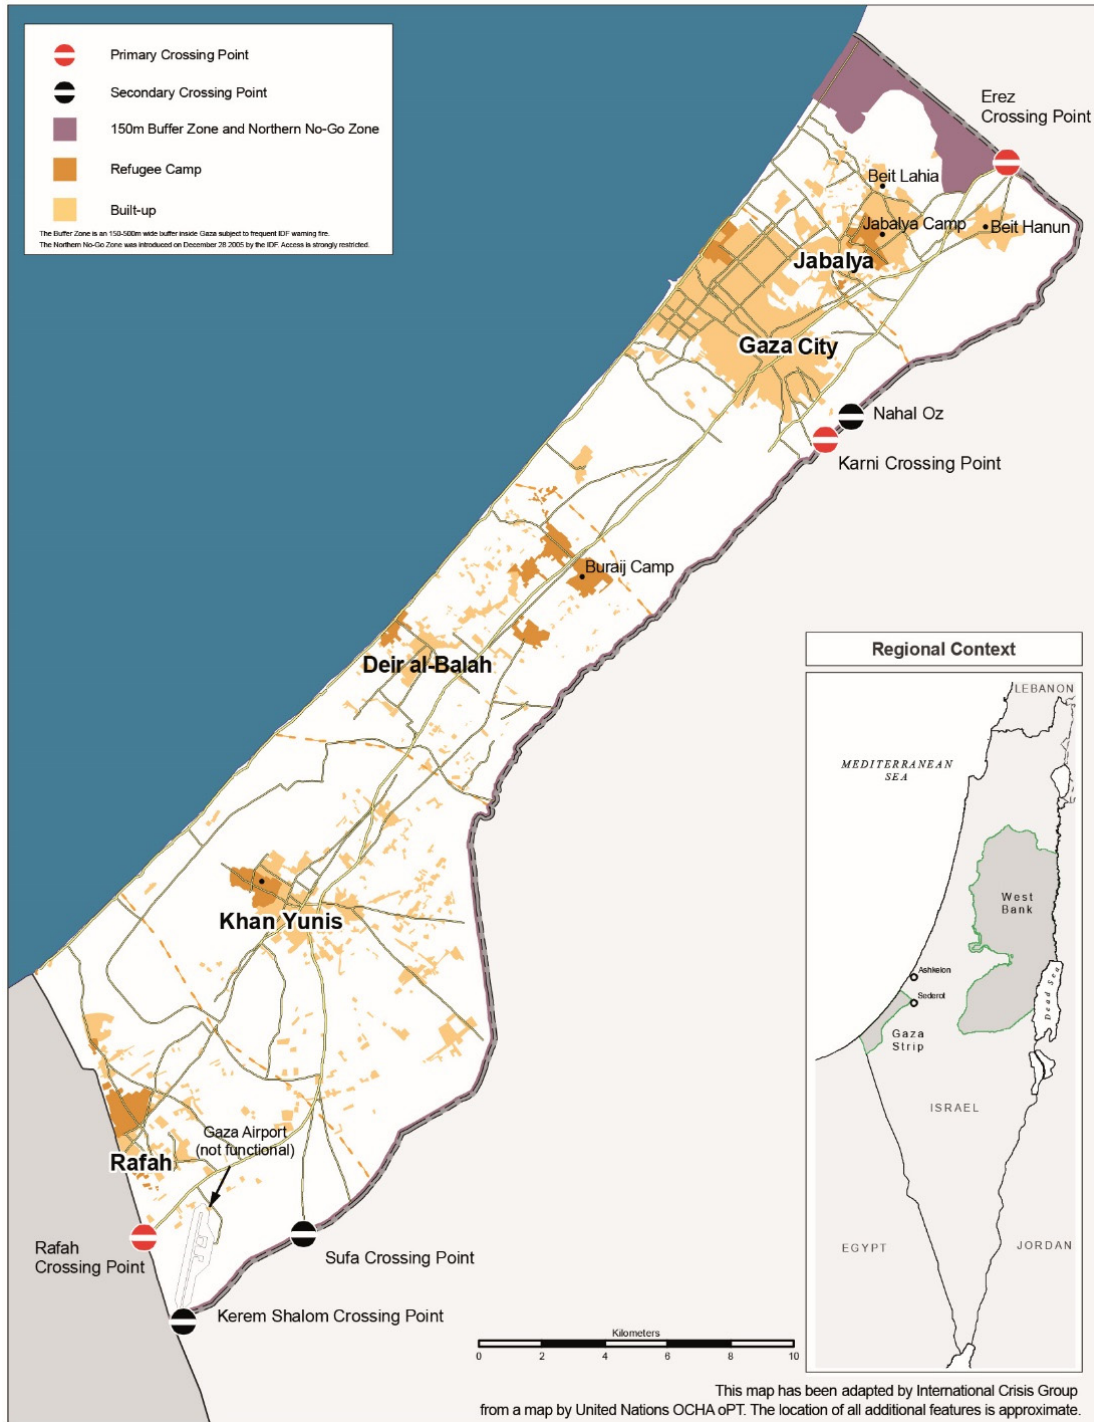 Primary Crossing Point
Secondary Crossing Point
150m Buffer Zone and Northern No-Go Zone
Refugee Camp
Built-up
The Buffer Zone is an 150-500m wide buffer inside Gaza subject to frequent IDF warning fire.
The Northern No-Go Zone was introduced on December 28 2005 by the IDF. Access is strongly restricted.
Erez
Crossing Point
Beit Lahia
Jabalya Camp
Beit Hanun
Jabalya
Gaza City
Nahal Oz
Karni Crossing Point
Buraij Camp
Deir al-Balah
Khan Yunis
Gaza Airport
(not functional)
Rafah
Rafah
Crossing Point
Sufa Crossing Point
Kerem Shalom Crossing Point
Kilometers
0 2 4 6 8 10
Regional Context
LEBANON
MEDITERRANEAN
SEA
West
Bank
Ashkelon
Sederot
Dead Sea
Gaza
Strip
ISRAEL
EGYPT
JORDAN
This map has been adapted by International Crisis Group
from a map by United Nations OCHA oPT. The location of all additional features is approximate.